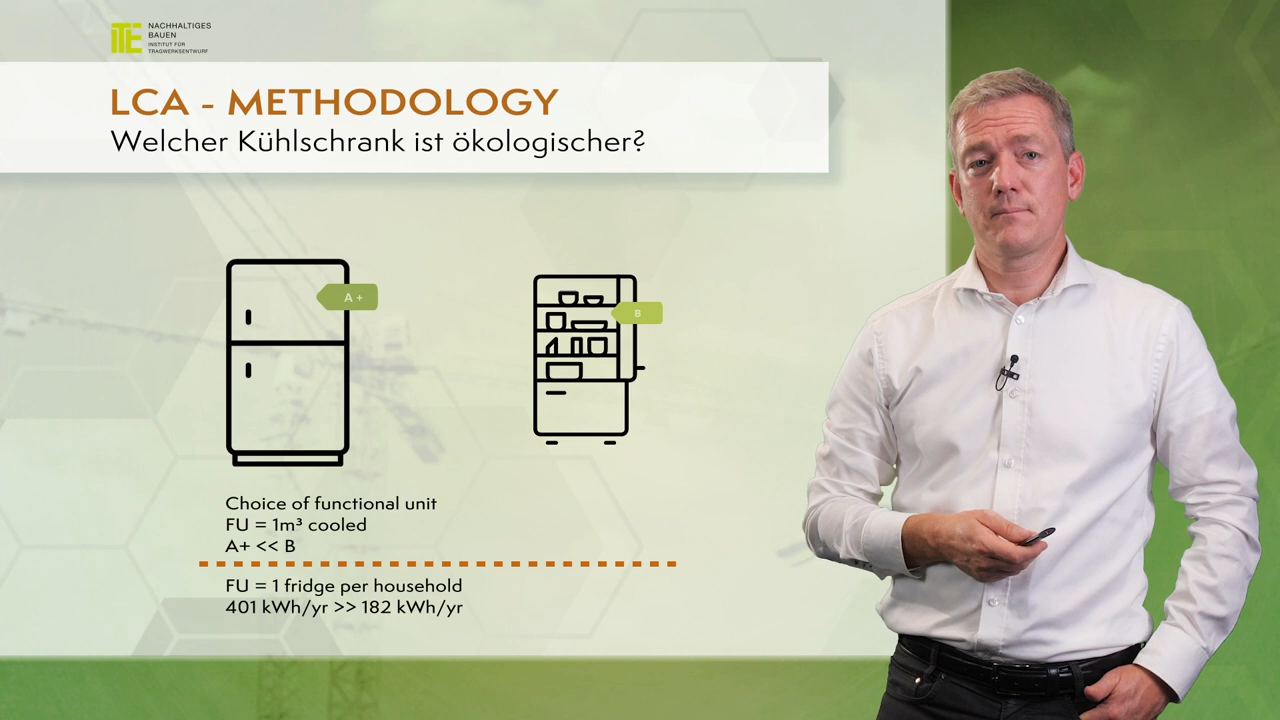 NACHHALTIGES
BAUEN
INSTITUT FÜR
TRAGWERKSENTWURF
LCA - METHODOLOGY
Welcher Kühlschrank ist ökologischer?
A +
B
Choice of functional unit
FU = 1m³ cooled
A+ << B
FU = 1 fridge per household
401 kWh/yr >> 182 kWh/yr